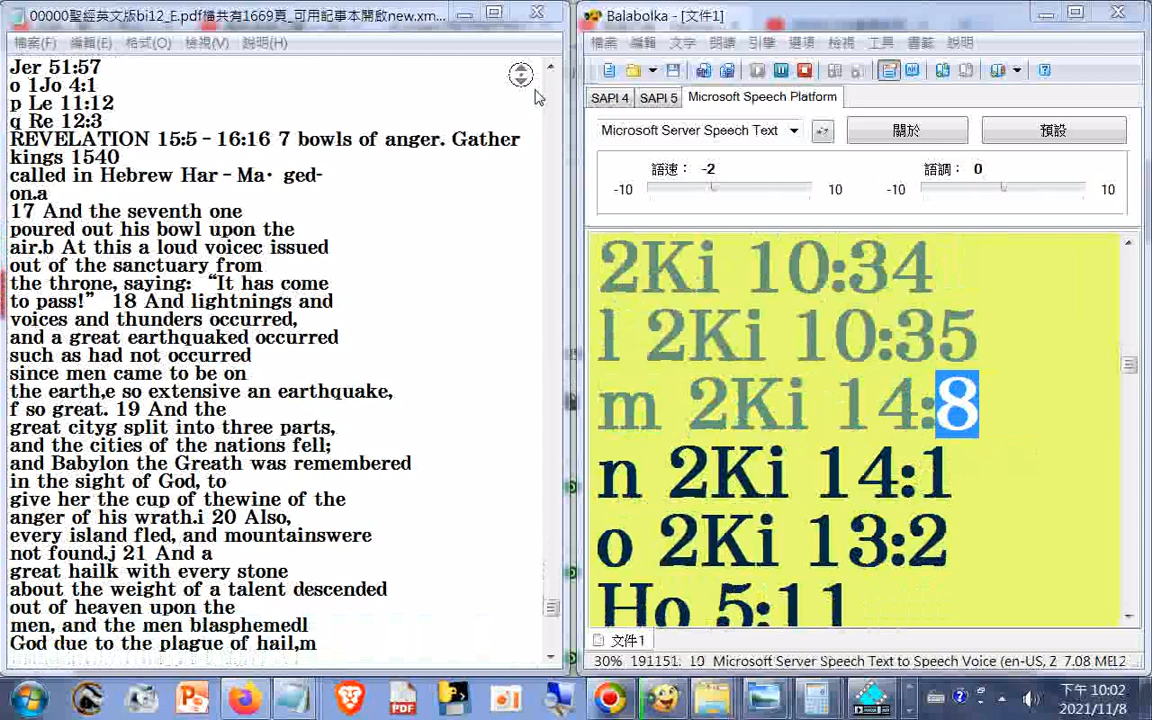 00000聖經英文版bi12_E.pdf檔共有1669頁_可用記事本開啟new.xm...
檔案(F) 編輯(E) 格式(O) 檢視(V) 說明(H)
Jer 51:57
o 1Jo 4:1
p Le 11:12
q Re 12:3
REVELATION 15:5–16:16 7 bowls of anger. Gather
kings 1540
called in Hebrew Har–Ma· ged-
on.a
17 And the seventh one
poured out his bowl upon the
air.b At this a loud voicec issued
out of the sanctuary from
the throne, saying: “It has come
to pass!” 18 And lightnings and
voices and thunders occurred,
and a great earthquaked occurred
such as had not occurred
since men came to be on
the earth,e so extensive an earthquake,
f so great. 19 And the
great cityg split into three parts,
and the cities of the nations fell;
and Babylon the Greath was remembered
in the sight of God, to
give her the cup of thewine of the
anger of his wrath.i 20 Also,
every island fled, and mountainswere
not found.j 21 And a
great hailk with every stone
about the weight of a talent descended
out of heaven upon the
men, and the men blasphemedl
God due to the plague of hail,m
Balabolka - [文件1]
檔案 編輯 文字 朗讀 引擎 選項 檢視 工具 書籤 說明
SAPI 4 SAPI 5 Microsoft Speech Platform
Microsoft Server Speech Text 關於 預設
語速: -2 語調: 0
-10 10 -10 10
2Ki 10:34
l 2Ki 10:35
m 2Ki 14:8
n 2Ki 14:1
o 2Ki 13:2
Ho 5:11
文件1
30% 191151: 10 Microsoft Server Speech Text to Speech Voice (en-US, Z 7.08 ME12
下午 10:02
2021/11/8